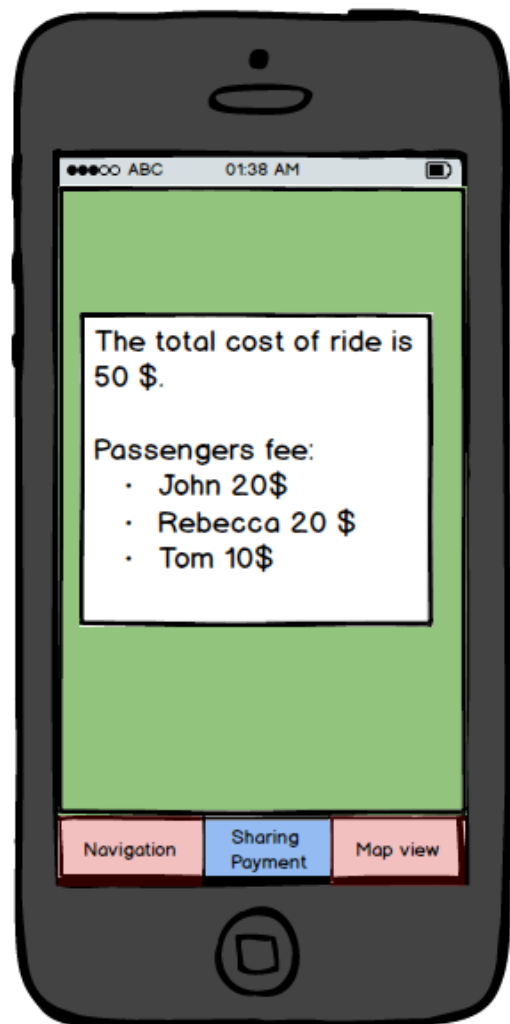 ABC 01:38 AM
The total cost of ride is
50 $.
Passengers fee:
· John 20$
· Rebecca 20 $
· Tom 10$
Navigation
Sharing
Payment
Map view